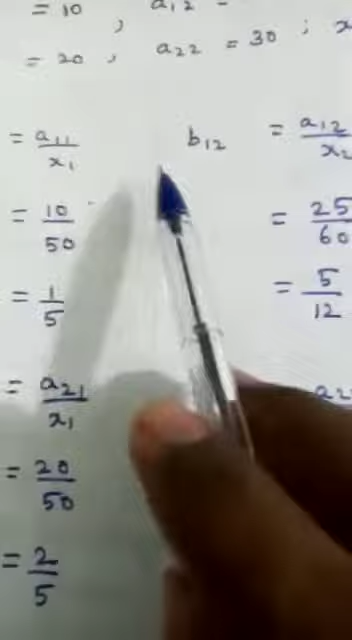 = 10 , a12 =
= 20 , a22 = 30 ; x
= a11/x1 b12 = a12/x2
= 10/50 = 25/60
= 1/5 = 5/12
= a21/x1 a2
= 20/50
= 2/5